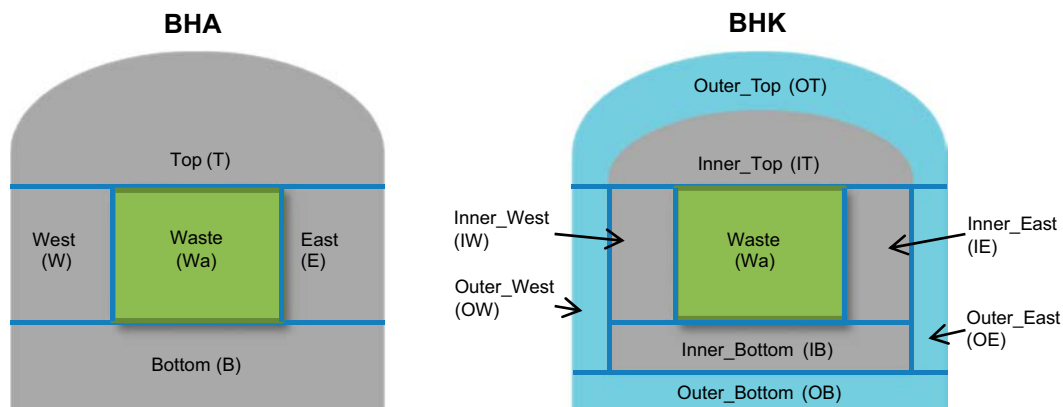 BHA
Top (T)
West
(W)
Waste
(Wa)
East
(E)
Bottom (B)
BHK
Outer_Top (OT)
Inner_Top (IT)
Inner_West
(IW)
Waste
(Wa)
Inner_East
(IE)
Outer_West
(OW)
Outer_East
(OE)
Inner_Bottom (IB)
Outer_Bottom (OB)